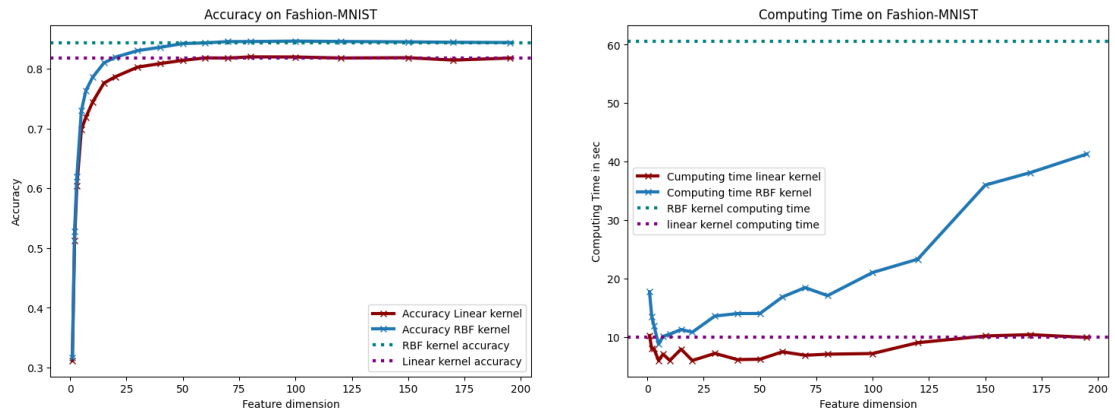 Accuracy on Fashion-MNIST
Accuracy
0.8
0.7
0.6
0.5
0.4
0.3
0
25
50
75
100
125
150
175
200
Feature dimension
Accuracy Linear kernel
Accuracy RBF kernel
RBF kernel accuracy
Linear kernel accuracy
Computing Time on Fashion-MNIST
Computing Time in sec
60
50
40
30
20
10
0
25
50
75
100
125
150
175
200
Feature dimension
Cumputing time linear kernel
Computing time RBF kernel
RBF kernel computing time
linear kernel computing time